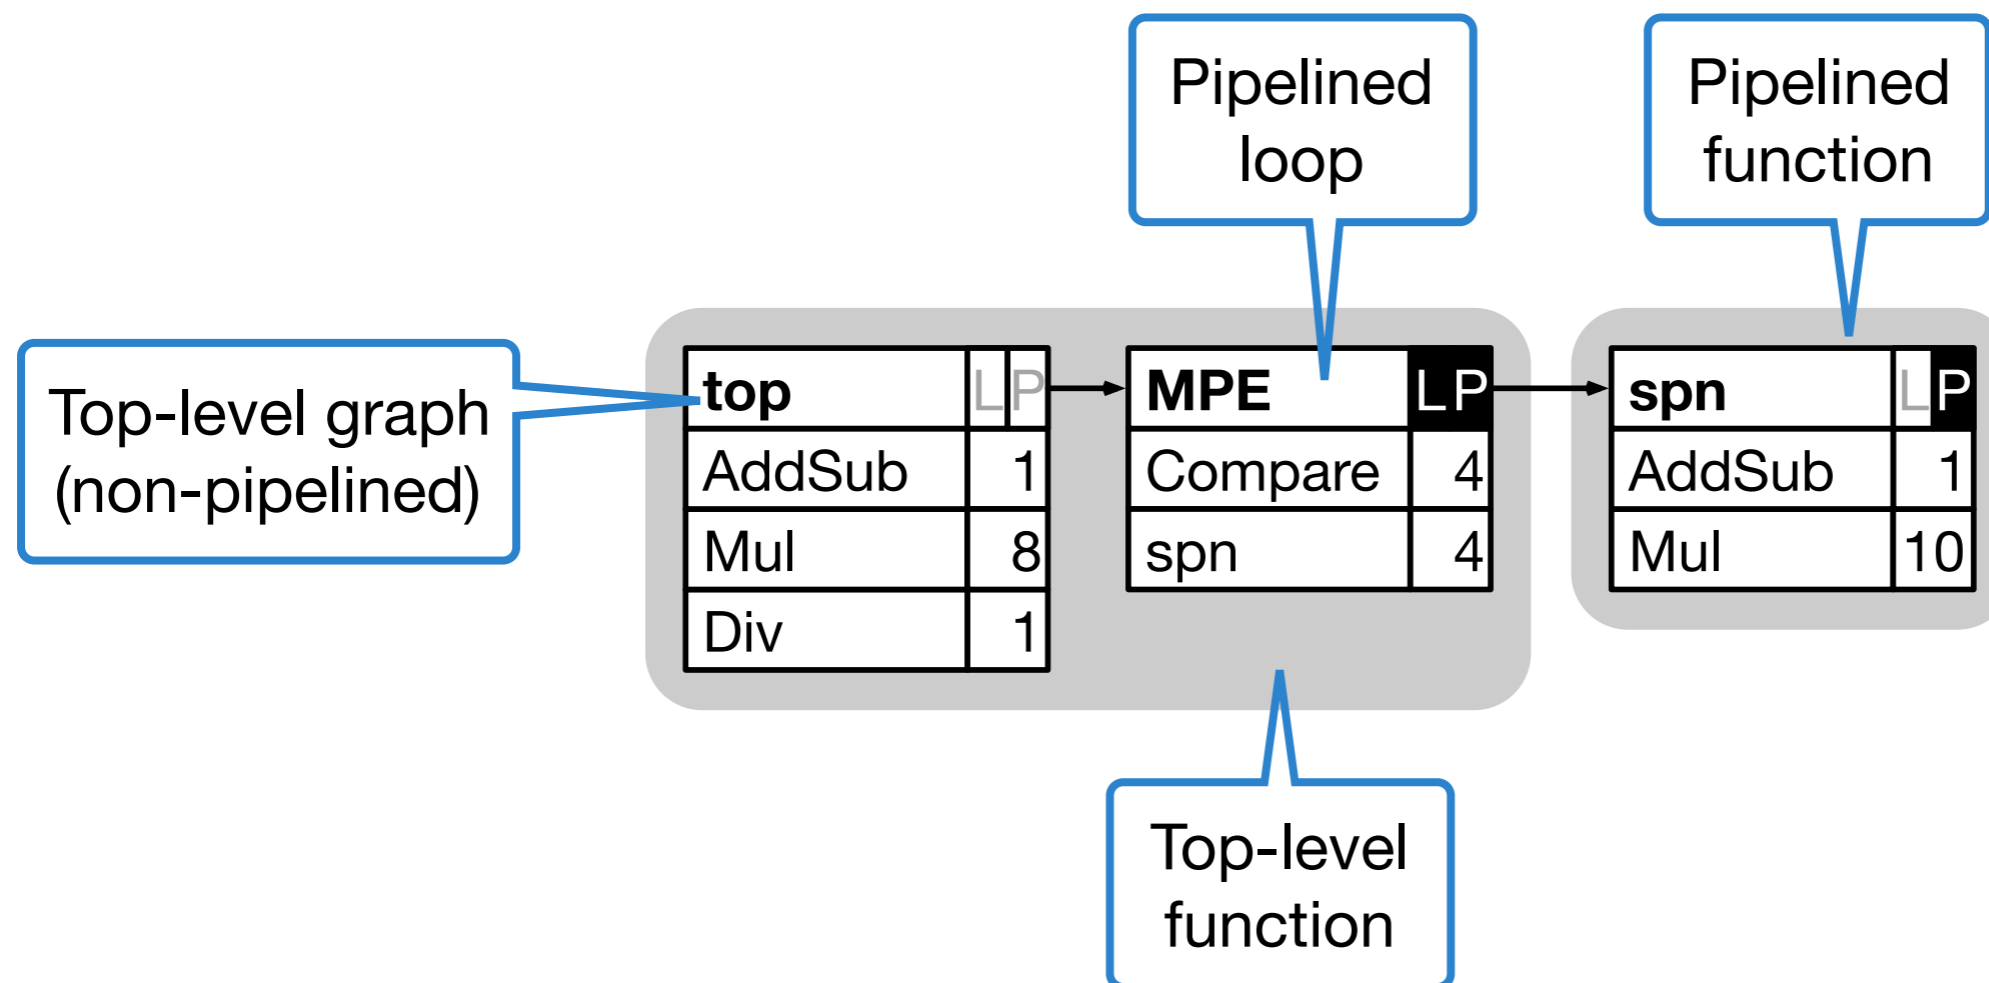 Pipelined
loop
Pipelined
function
Top-level graph
(non-pipelined)
top L P
AddSub 1
Mul 8
Div 1
MPE L P
Compare 4
spn 4
spn L P
AddSub 1
Mul 10
Top-level
function